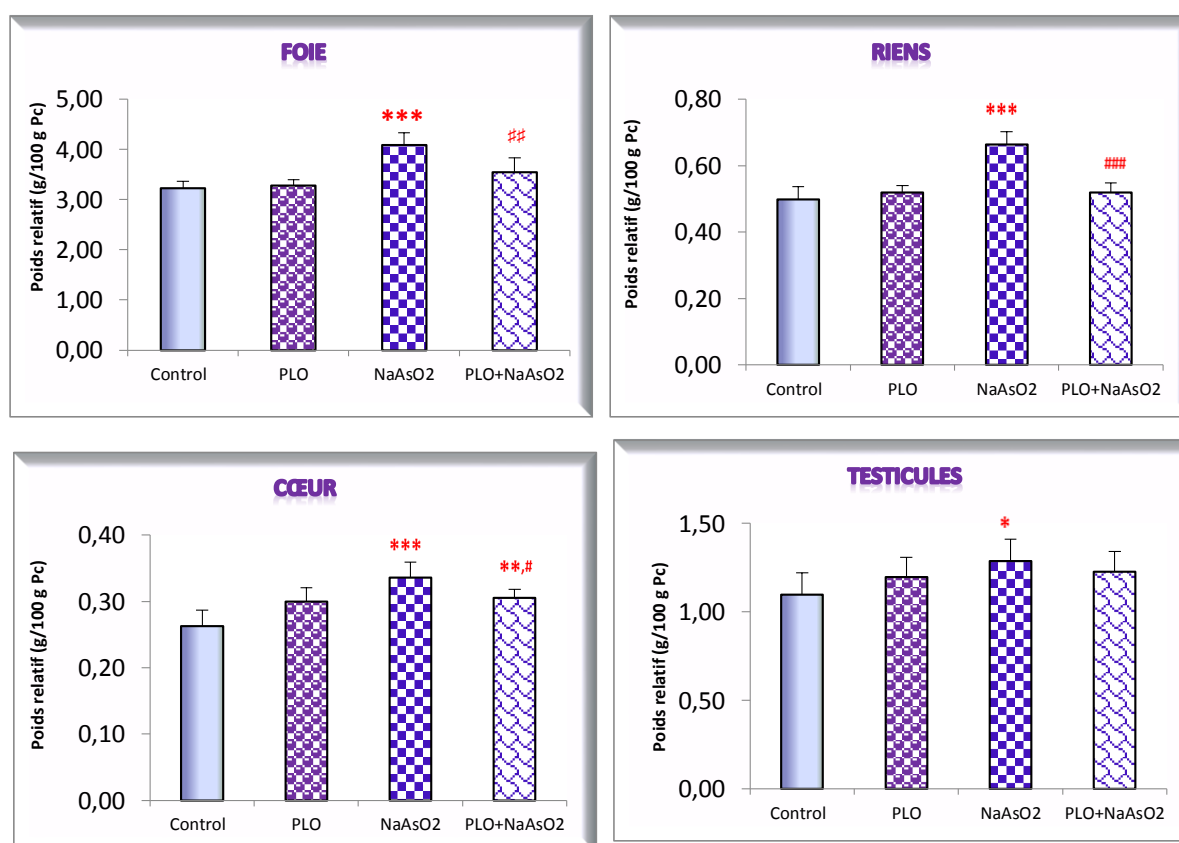 FOIE
Poids relatif (g/100 g Pc)
5,00
4,00
3,00
2,00
1,00
0,00
***
##
Control
PLO
NaAsO2
PLO+NaAsO2
RIENS
Poids relatif (g/100 g Pc)
0,80
0,60
0,40
0,20
0,00
***
###
Control
PLO
NaAsO2
PLO+NaAsO2
CŒUR
Poids relatif (g/100 g Pc)
0,40
0,30
0,20
0,10
0,00
***
**,#
Control
PLO
NaAsO2
PLO+NaAsO2
TESTICULES
Poids relatif (g/100 g Pc)
1,50
1,00
0,50
0,00
*
Control
PLO
NaAsO2
PLO+NaAsO2